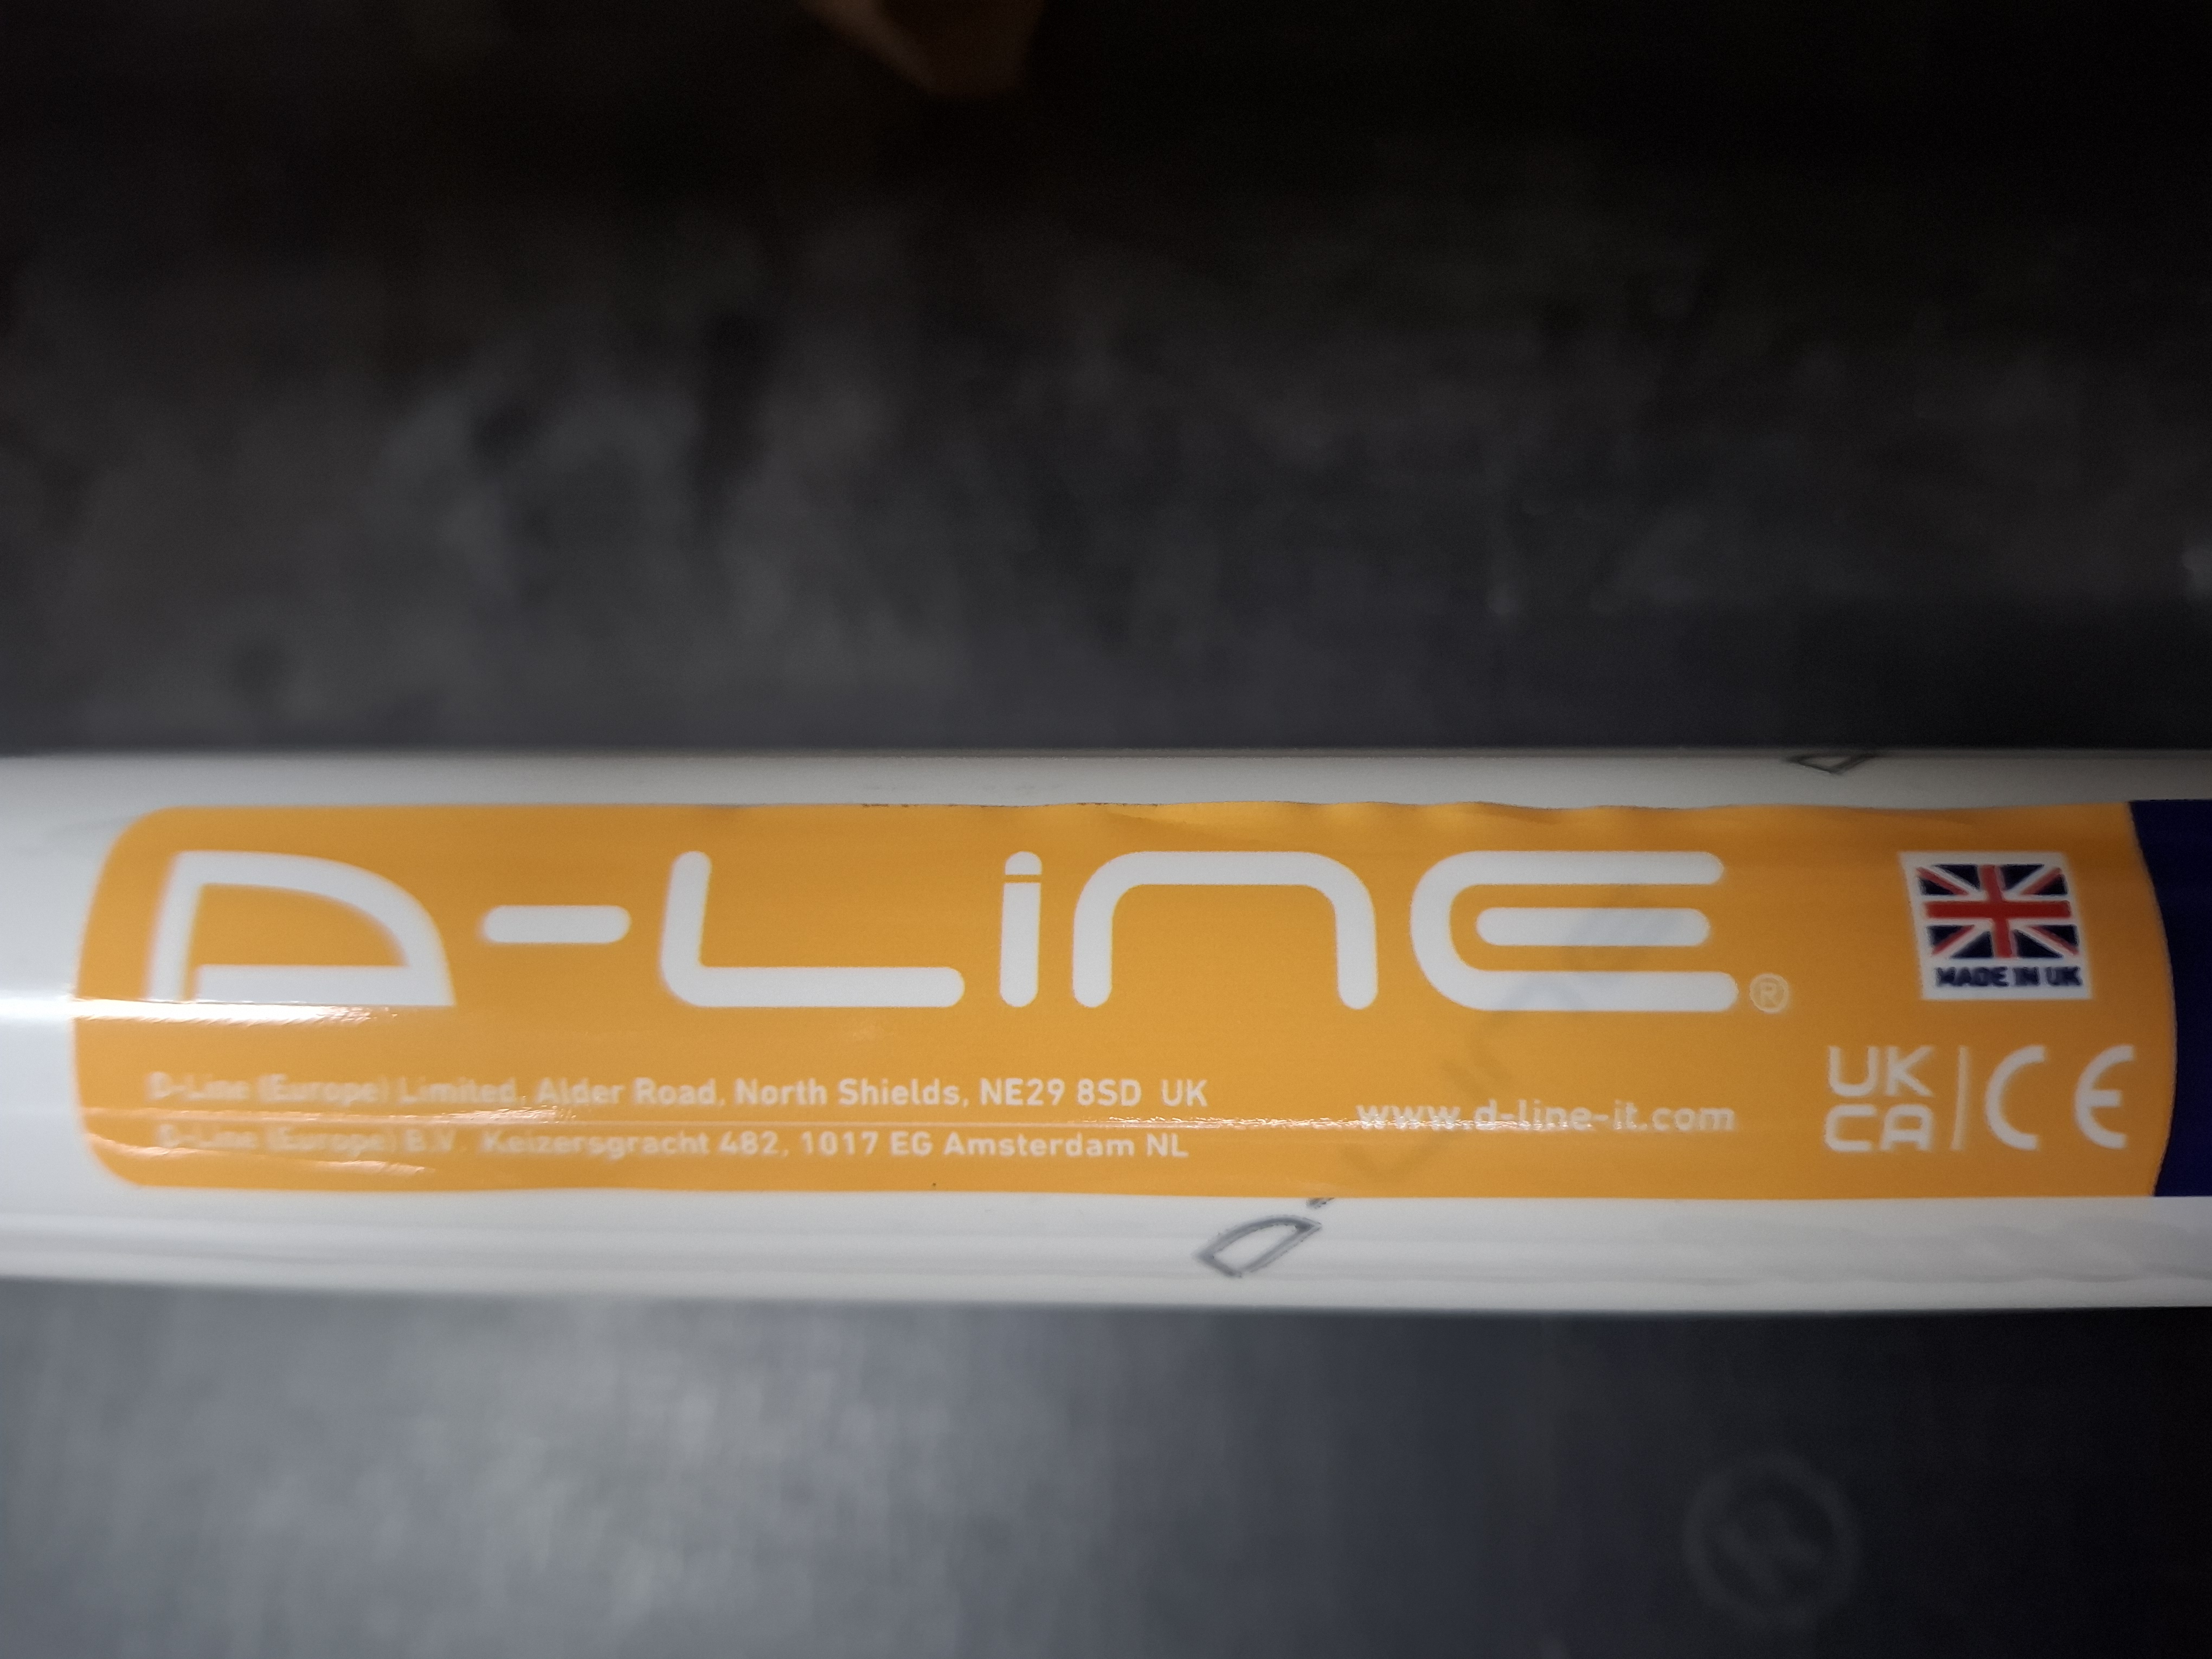 D-Line®
MADE IN UK
D-Line (Europe) Limited, Alder Road, North Shields, NE29 8SD UK
D-Line (Europe) B.V. Keizersgracht 482, 1017 EG Amsterdam NL
www.d-line-it.com
UK
CA
CE
D-Line